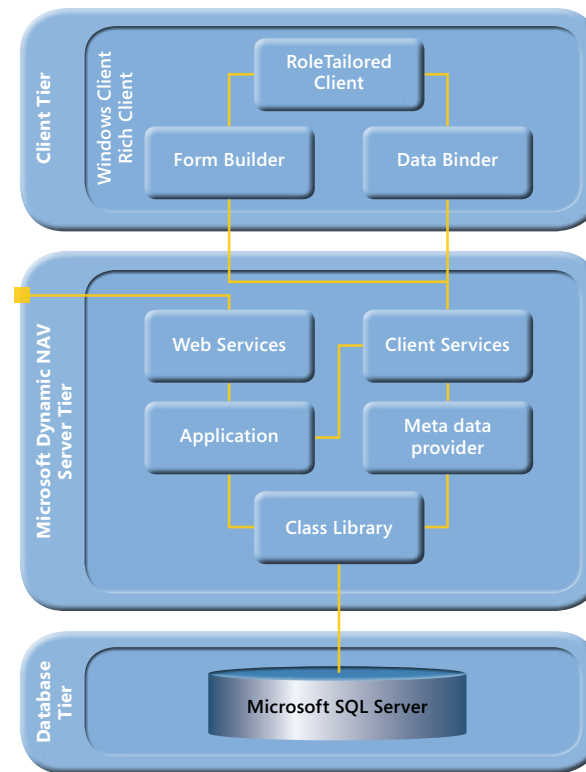 Client Tier
Windows Client
Rich Client
RoleTailored
Client
Form Builder
Data Binder
Microsoft Dynamic NAV
Server Tier
Web Services
Client Services
Application
Meta data
provider
Class Library
Database
Tier
Microsoft SQL Server